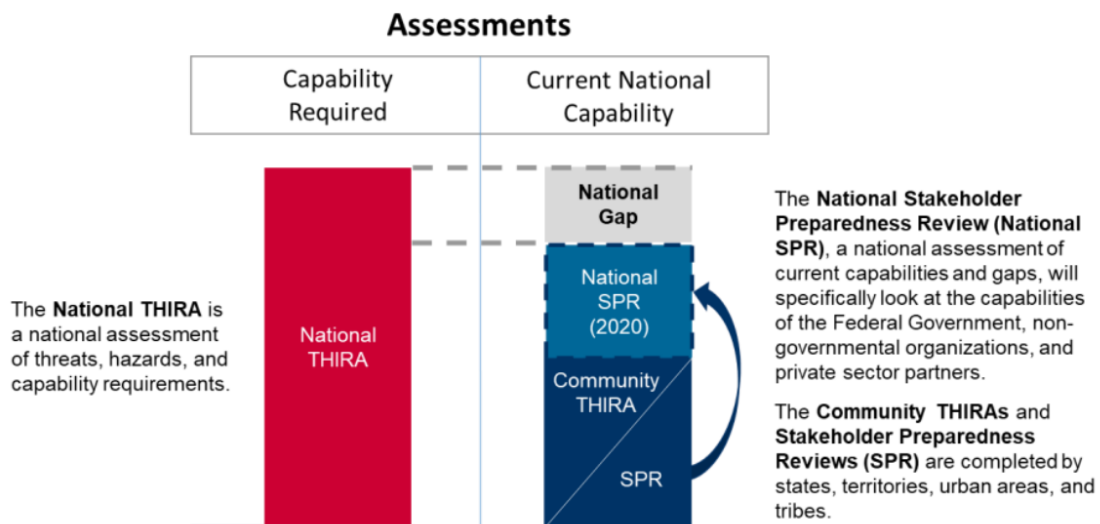 Assessments
Capability
Required
Current National
Capability
The National THIRA is
a national assessment
of threats, hazards, and
capability requirements.
National
THIRA
National
Gap
National
SPR
(2020)
Community
THIRA
SPR
The National Stakeholder
Preparedness Review (National
SPR), a national assessment of
current capabilities and gaps, will
specifically look at the capabilities
of the Federal Government, non-
governmental organizations, and
private sector partners.
The Community THIRAs and
Stakeholder Preparedness
Reviews (SPR) are completed by
states, territories, urban areas, and
tribes.